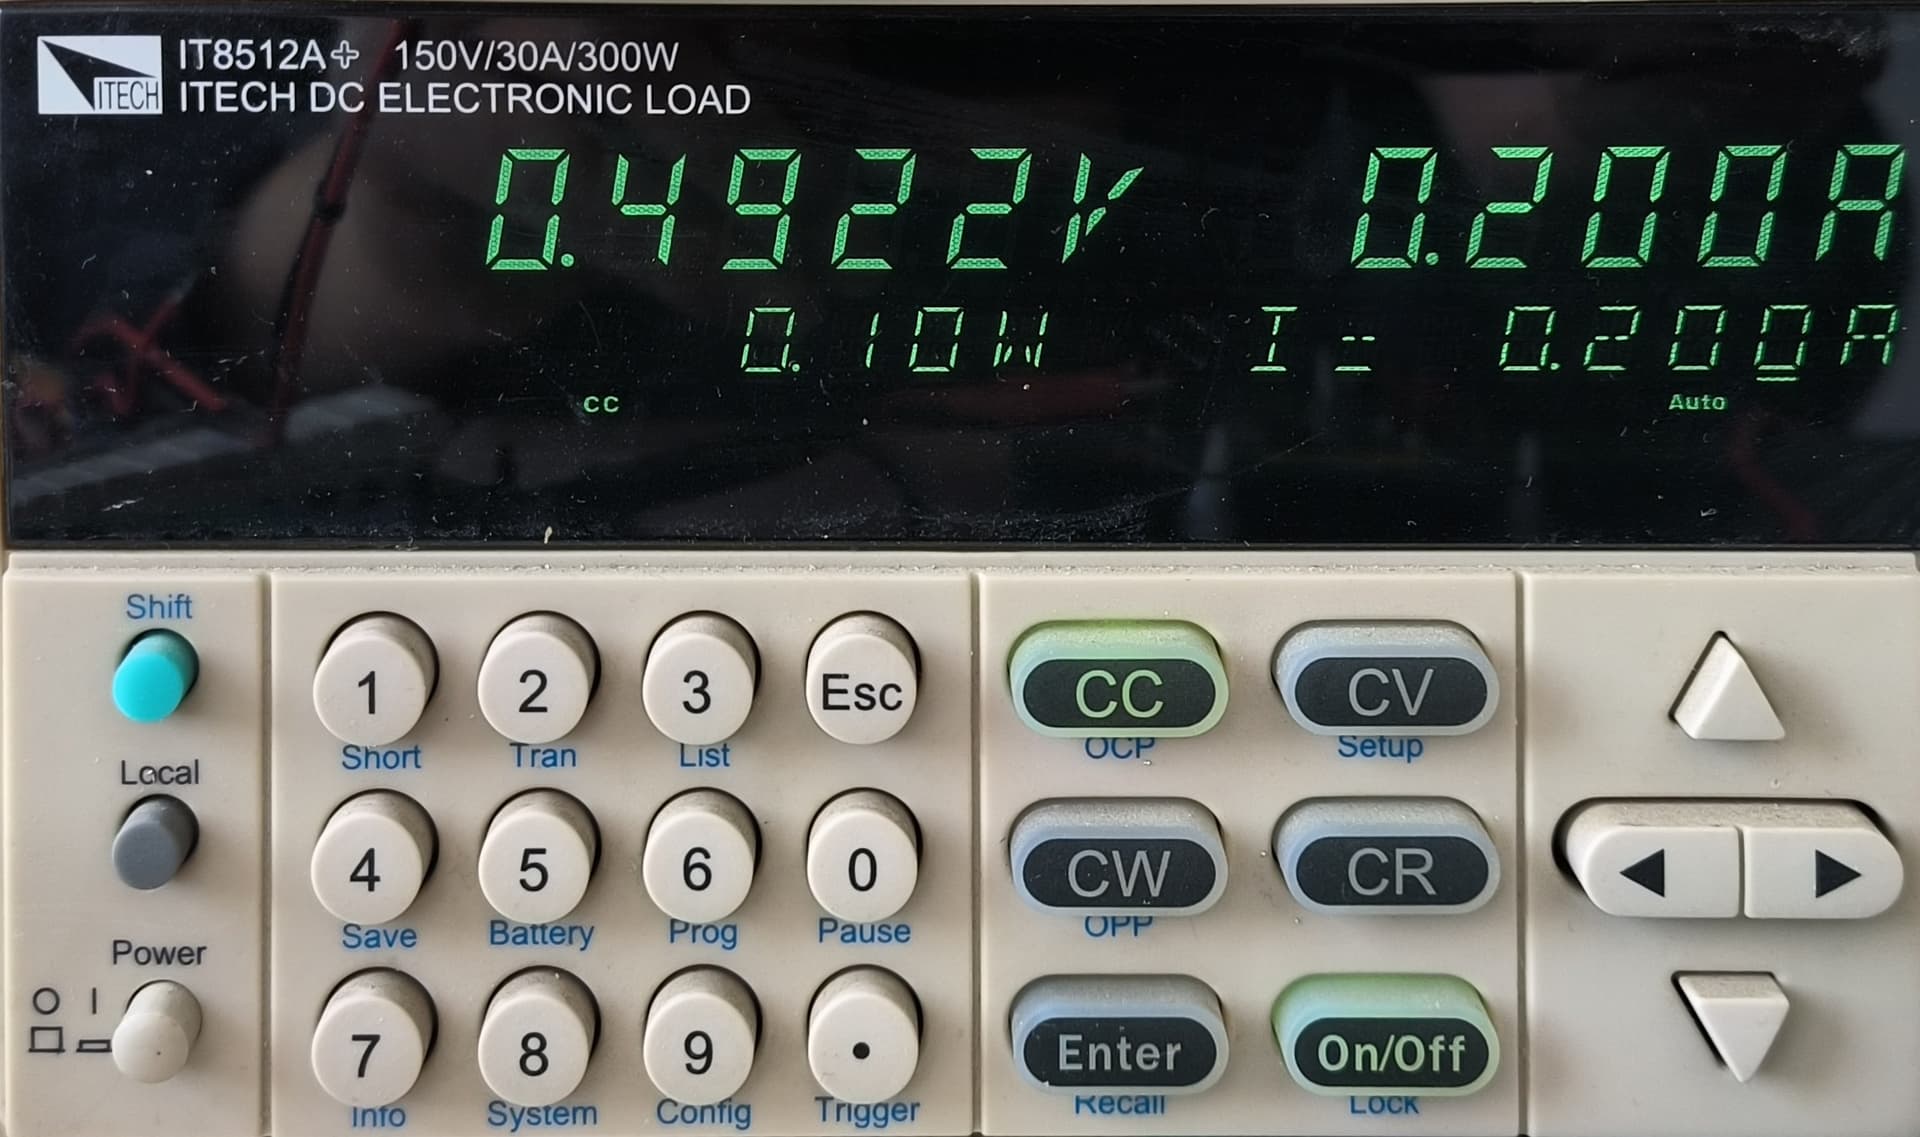 ITECH
IT8512A+ 150V/30A/300W
ITECH DC ELECTRONIC LOAD
0.4922V 0.200A
0.10W I = 0.200A
CC Auto
Shift
1 2 3 Esc CC CV
Short Tran List OCP Setup
Local
4 5 6 0 CW CR
Save Battery Prog Pause OPP
Power
O I
7 8 9 • Enter On/Off
Info System Config Trigger Recall Lock